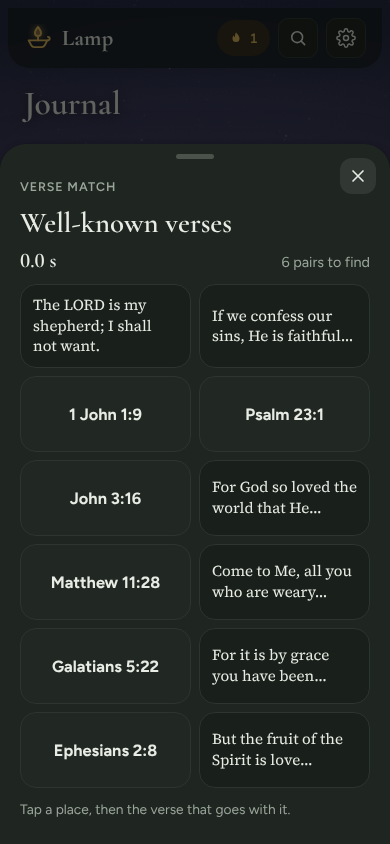 Lamp
1
Journal
VERSE MATCH
Well-known verses
0.0 s
6 pairs to find
The LORD is my
shepherd; I shall
not want.
If we confess our
sins, He is faithful...
1 John 1:9
Psalm 23:1
John 3:16
For God so loved the
world that He...
Matthew 11:28
Come to Me, all you
who are weary...
Galatians 5:22
For it is by grace
you have been...
Ephesians 2:8
But the fruit of the
Spirit is love...
Tap a place, then the verse that goes with it.